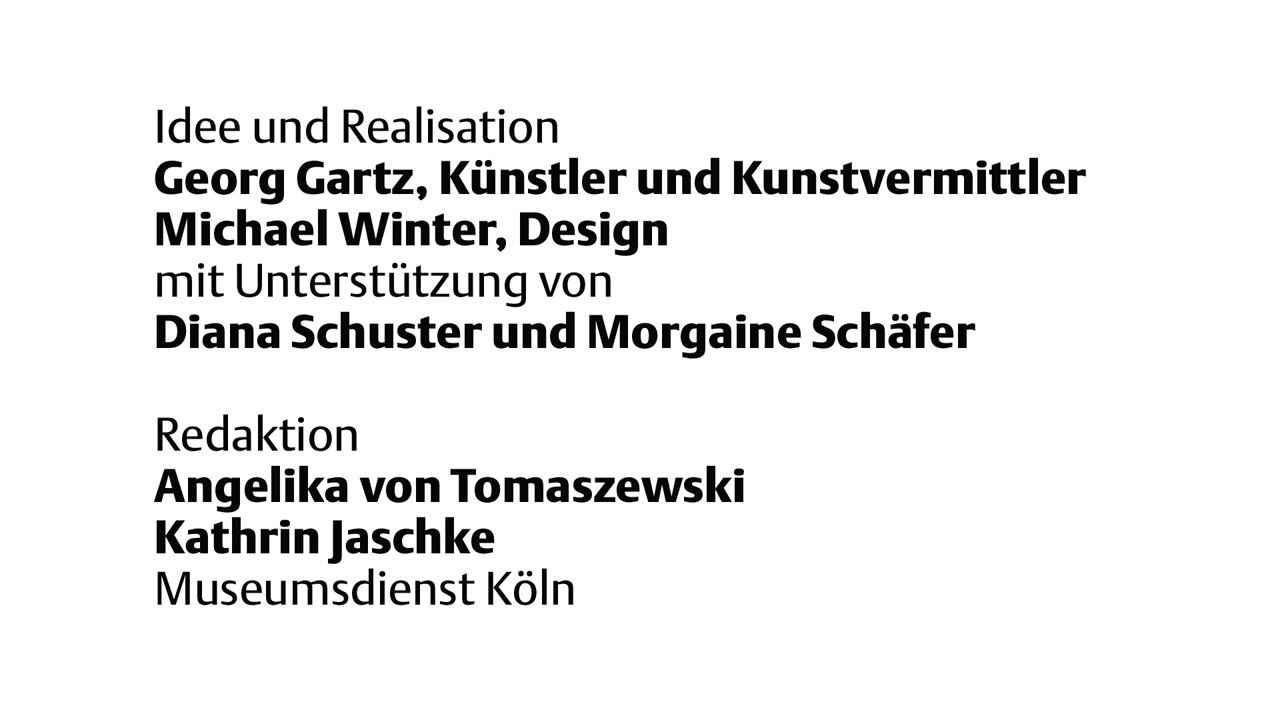 Idee und Realisation
Georg Gartz, Künstler und Kunstvermittler
Michael Winter, Design
mit Unterstützung von
Diana Schuster und Morgaine Schäfer
Redaktion
Angelika von Tomaszewski
Kathrin Jaschke
Museumsdienst Köln